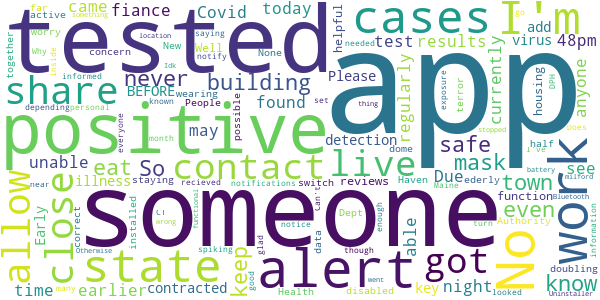 tested
app
positive
someone
cases
I'm
share
contact
live
work
No
alert
state
close
allow
got
building
never
mask
safe
town
know
keep
So
eat
even
night
found
may
see
regularly
currently
time
earlier
Early
unable
illness
contracted
able
Due
function
detection
housing
anyone
results
test
Covid
today
fiance
came
add
virus
48pm
Please
helpful
BEFORE
possible
key
disabled
data
Dept
Health
Authority
doubling
half
ederly
dome
exposure
terror
reviews
switch
Haven
Maine
DPH
Bluetooth
milford
battery
information
Uninstaller
near
many
month
staying
recieved
notifications
installed
correct
Otherwise
spiking
functioning
wrong
glad
good
though
enough
can't
notice
went
looked
turn
stopped
I've
does
Idk
everyone
known
depending
personal
informed
concern
worry
Why
inside
New
Well
None
saying
notify
location
needed
wearing
People
set
thing
together
far
active
something
go